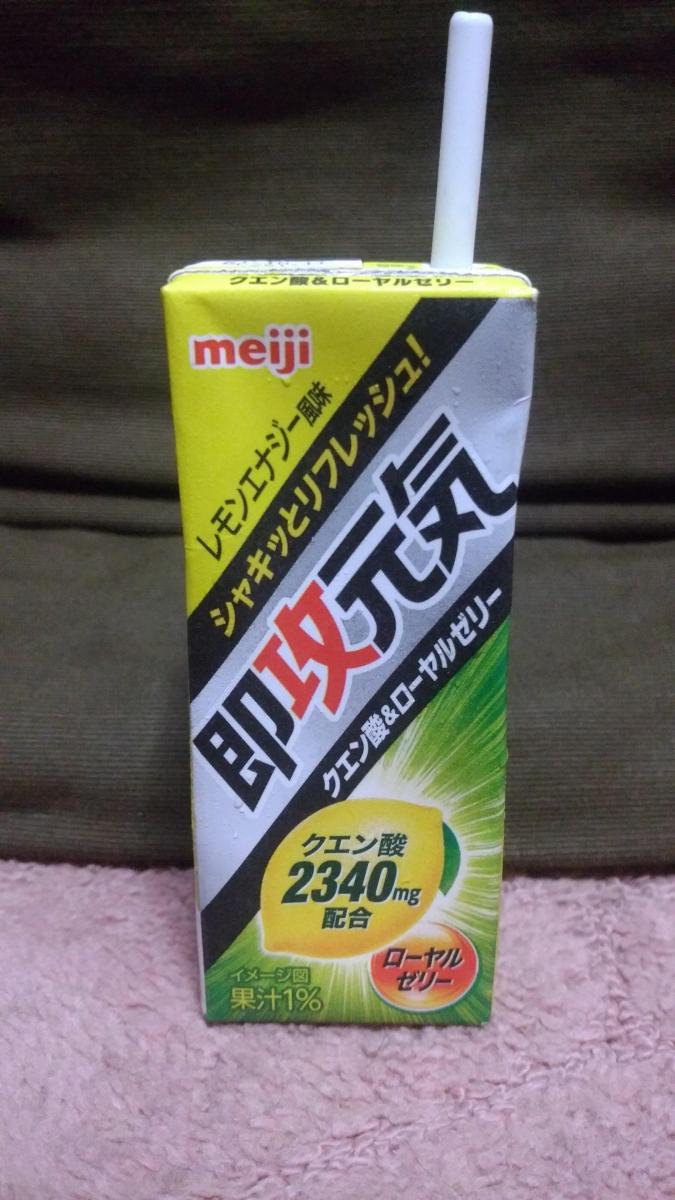 クエン酸&ローヤルゼリー
meiji
レモンエナジー風味
シャキッとリフレッシュ!
即攻元気
クエン酸&ローヤルゼリー
クエン酸
2340mg
配合
ローヤル
ゼリー
イメージ図
果汁1%